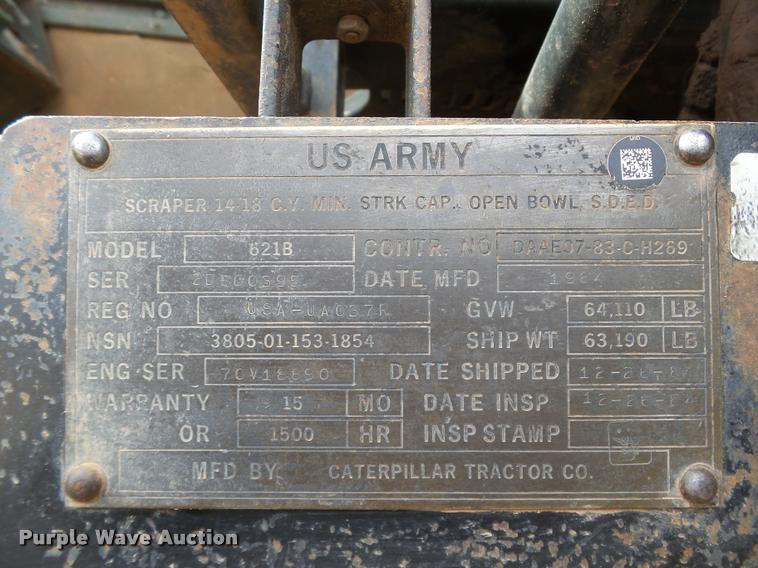 US ARMY
SCRAPER 14-18 C.Y. MIN. STRK CAP., OPEN BOWL, S.D.E.D.
MODEL 621B CONTR. NO DAAE07-83-C-H269
SER DATE MFD 1984
REG NO GVW 64,110 LB
NSN 3805-01-153-1854 SHIP WT 63,190 LB
ENG SER DATE SHIPPED
WARRANTY 15 MO DATE INSP
OR 1500 HR INSP STAMP
MFD BY CATERPILLAR TRACTOR CO.
Purple Wave Auction